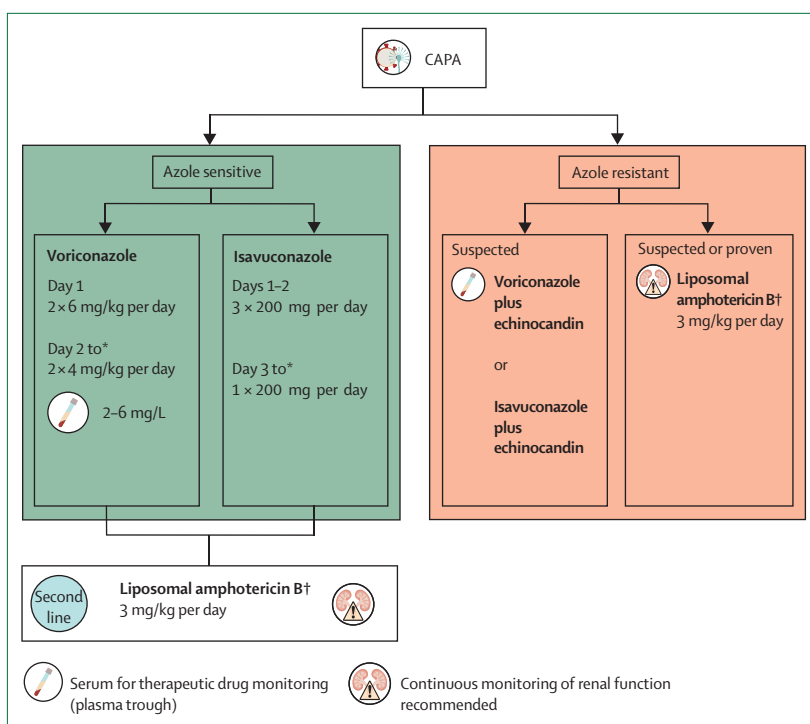 CAPA
Azole sensitive
Voriconazole
Day 1
2×6 mg/kg per day
Day 2 to*
2×4 mg/kg per day
2–6 mg/L
Isavuconazole
Days 1–2
3 × 200 mg per day
Day 3 to*
1 × 200 mg per day
Azole resistant
Suspected
Voriconazole
plus
echinocandin
or
Isavuconazole
plus
echinocandin
Suspected or proven
Liposomal
amphotericin B†
3 mg/kg per day
Second
line
Liposomal amphotericin B†
3 mg/kg per day
Serum for therapeutic drug monitoring
(plasma trough)
Continuous monitoring of renal function
recommended